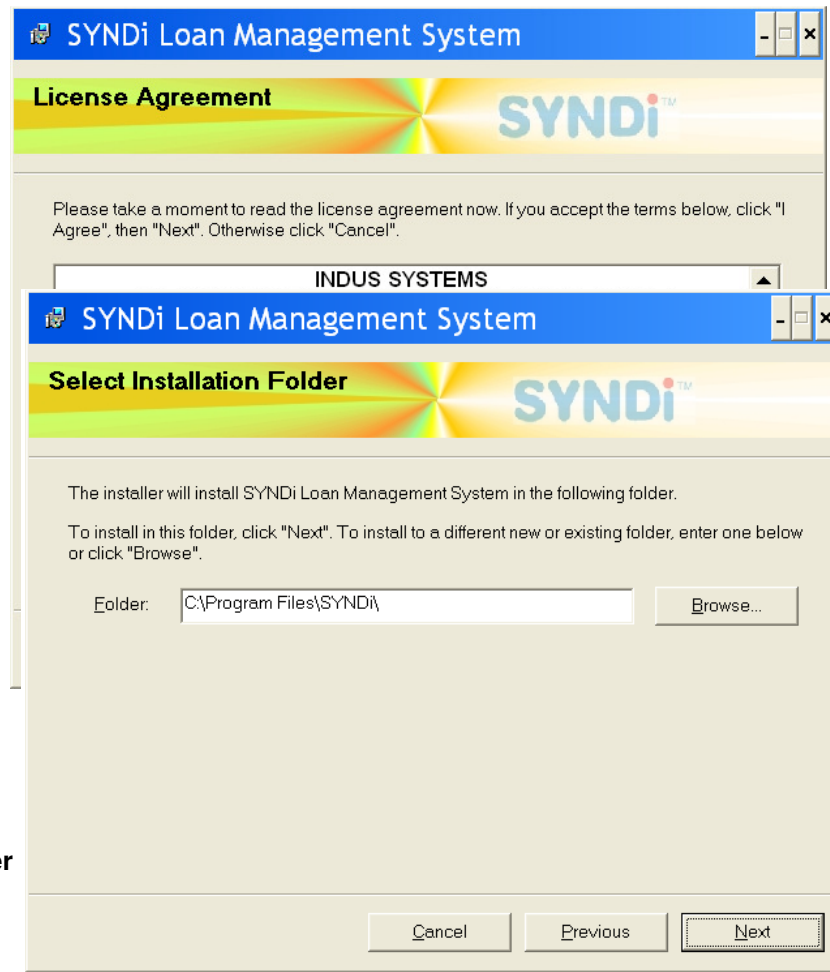 SYNDi Loan Management System
License Agreement
SYNDi™
Please take a moment to read the license agreement now. If you accept the terms below, click "I
Agree", then "Next". Otherwise click "Cancel".
INDUS SYSTEMS
SYNDi Loan Management System
Select Installation Folder
SYNDi™
The installer will install SYNDi Loan Management System in the following folder.
To install in this folder, click "Next". To install to a different new or existing folder, enter one below
or click "Browse".
Folder: C:\Program Files\SYNDi\ Browse...
er
Cancel Previous Next